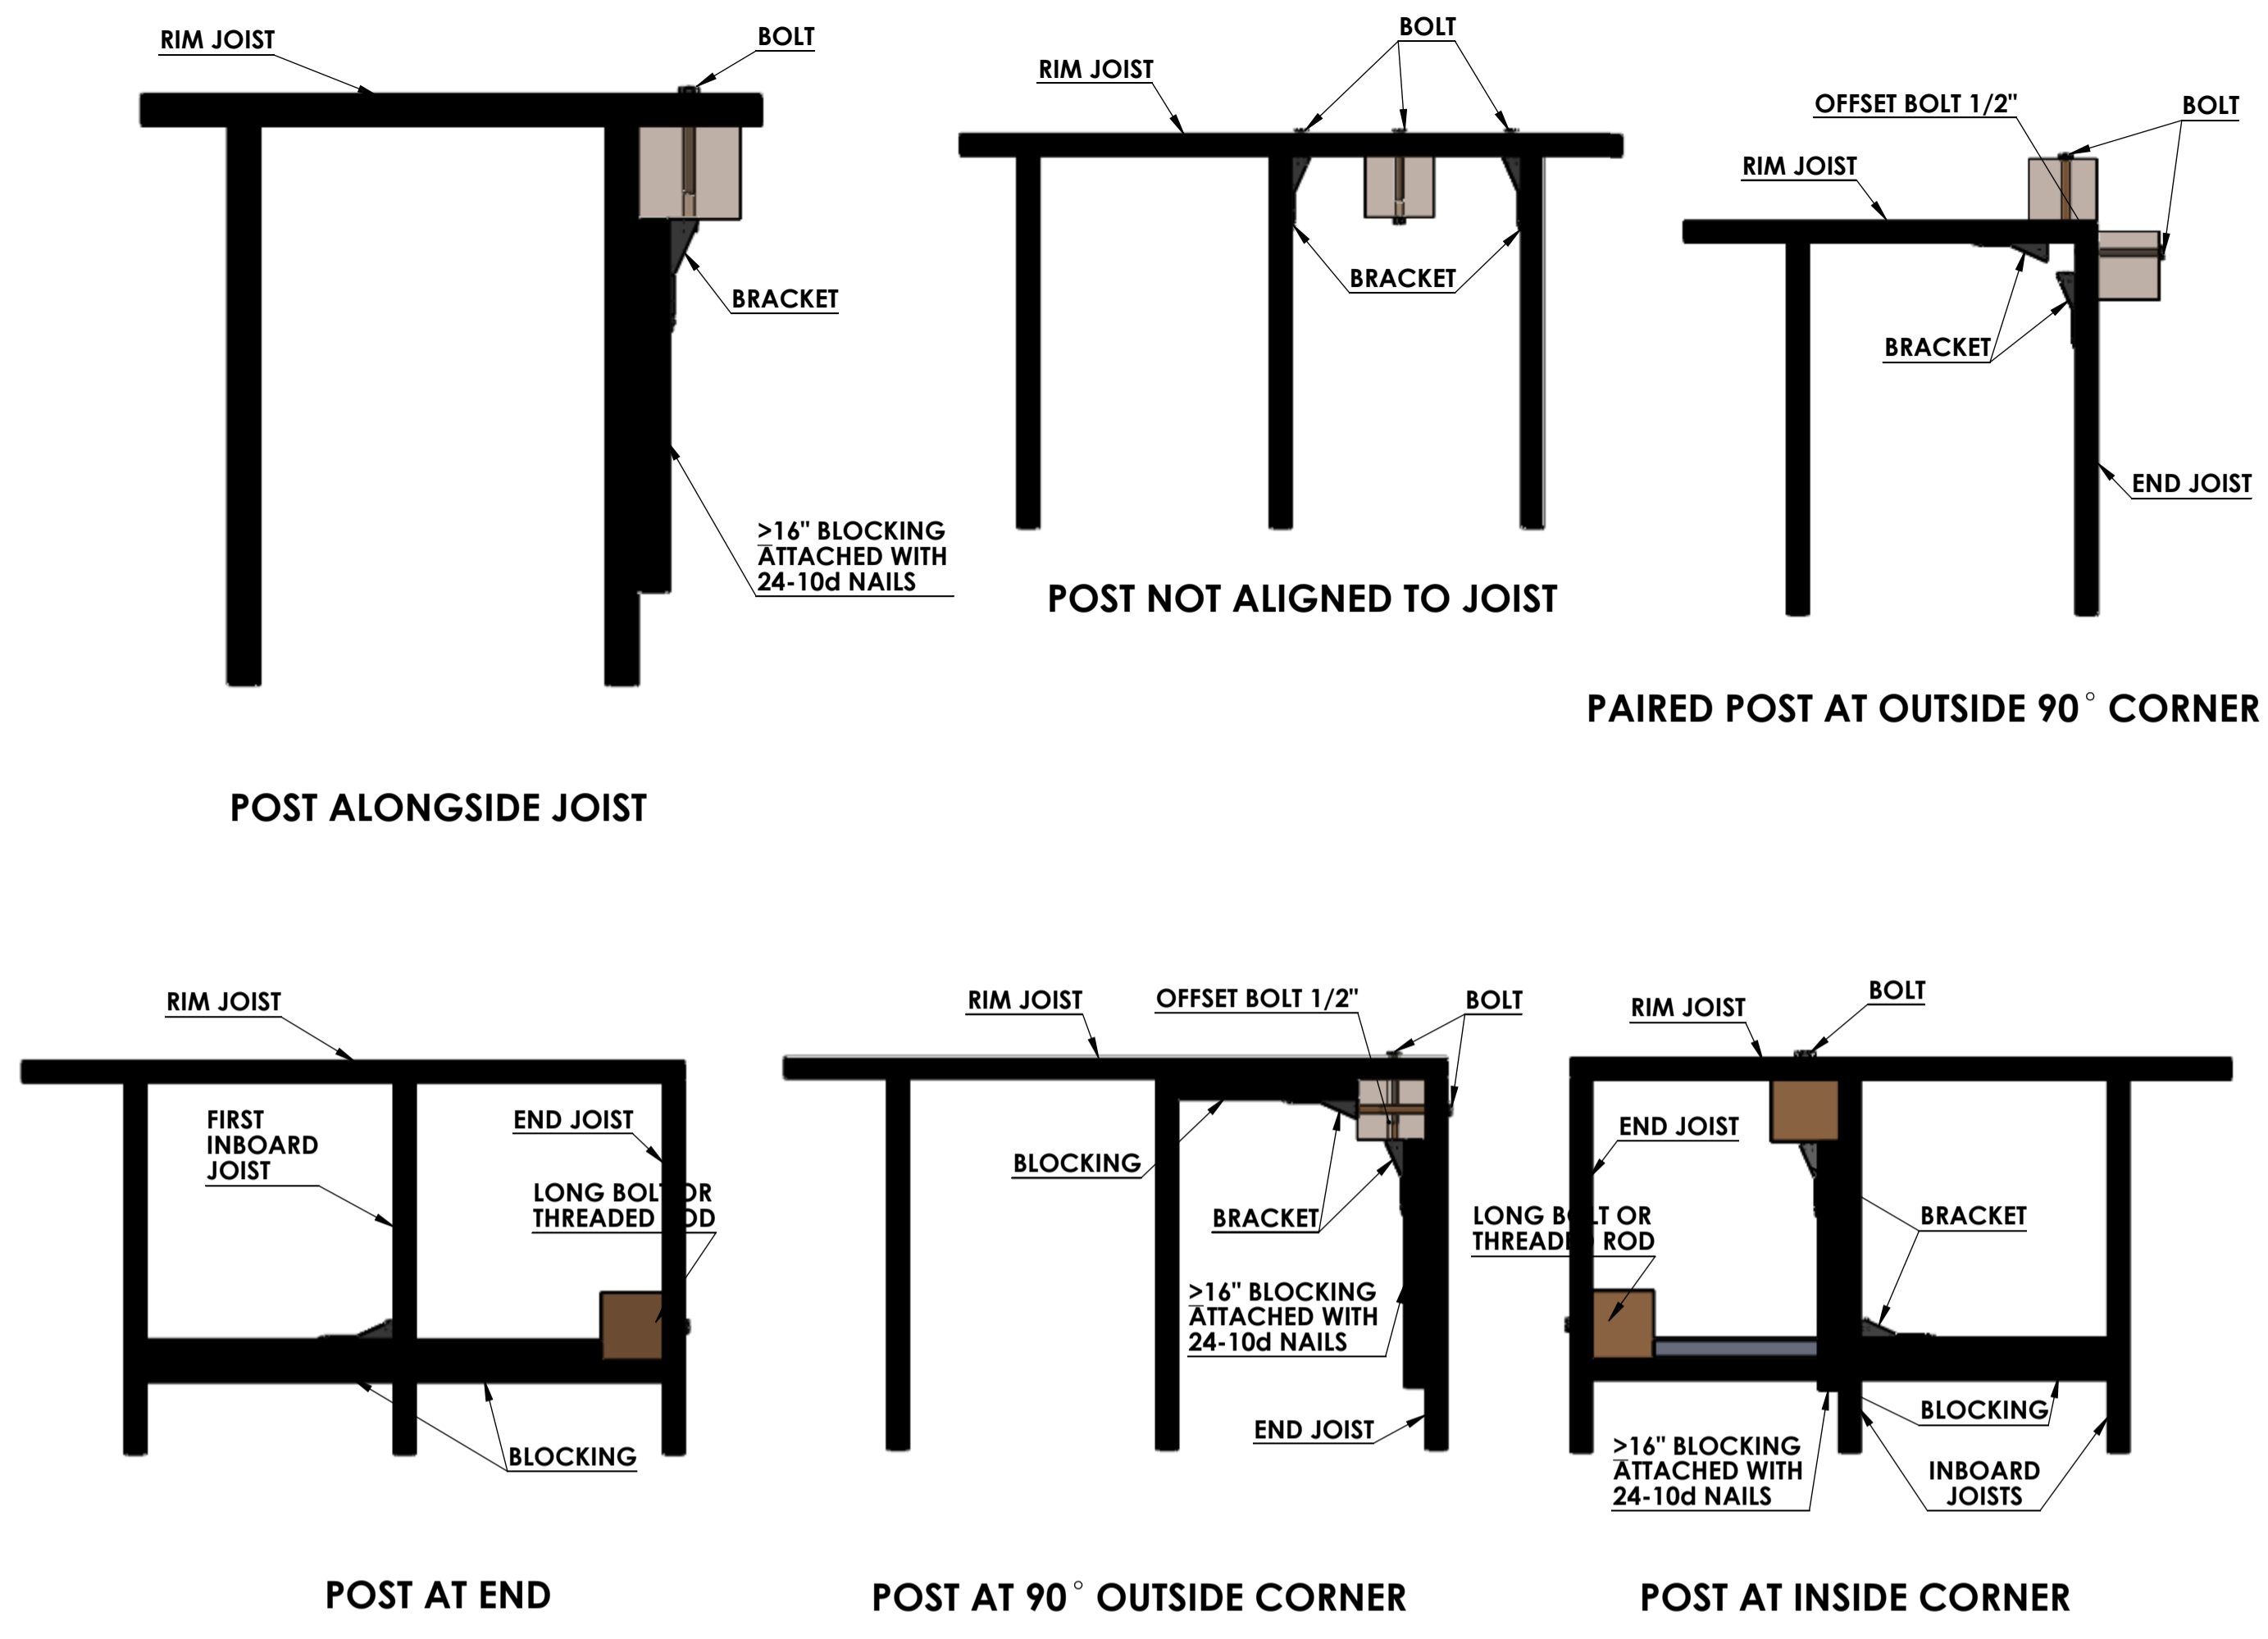 RIM JOIST
BOLT
BRACKET
>16" BLOCKING
ATTACHED WITH
24-10d NAILS
POST ALONGSIDE JOIST
BOLT
RIM JOIST
BRACKET
POST NOT ALIGNED TO JOIST
OFFSET BOLT 1/2"
BOLT
RIM JOIST
BRACKET
END JOIST
PAIRED POST AT OUTSIDE 90° CORNER
RIM JOIST
FIRST
INBOARD
JOIST
END JOIST
LONG BOLT OR
THREADED ROD
BLOCKING
POST AT END
RIM JOIST
OFFSET BOLT 1/2"
BOLT
BLOCKING
BRACKET
>16" BLOCKING
ATTACHED WITH
24-10d NAILS
END JOIST
POST AT 90° OUTSIDE CORNER
BOLT
RIM JOIST
END JOIST
LONG BOLT OR
THREADED ROD
BRACKET
BLOCKING
>16" BLOCKING
ATTACHED WITH
24-10d NAILS
INBOARD
JOISTS
POST AT INSIDE CORNER